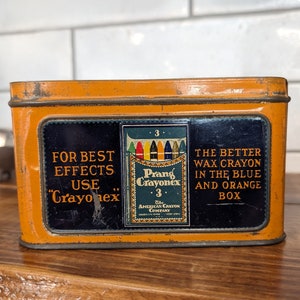 FOR BEST
EFFECTS
USE
"Crayonex"
3
Prang
Crayonex
3
The
AMERICAN CRAYON
COMPANY
THE BETTER
WAX CRAYON
IN THE BLUE
AND ORANGE
BOX